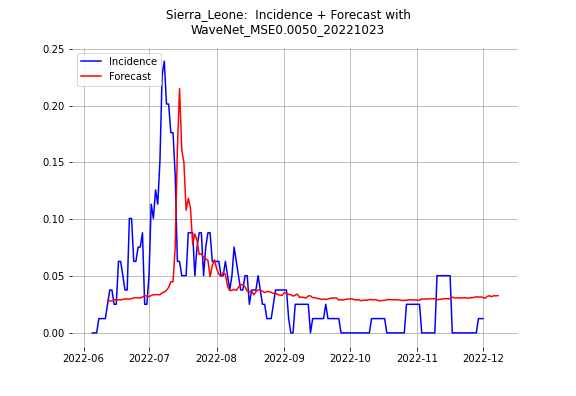 Sierra_Leone:  Incidence + Forecast with
WaveNet_MSE0.0050_20221023
Incidence
Forecast
0.25
0.20
0.15
0.10
0.05
0.00
2022-06 2022-07 2022-08 2022-09 2022-10 2022-11 2022-12